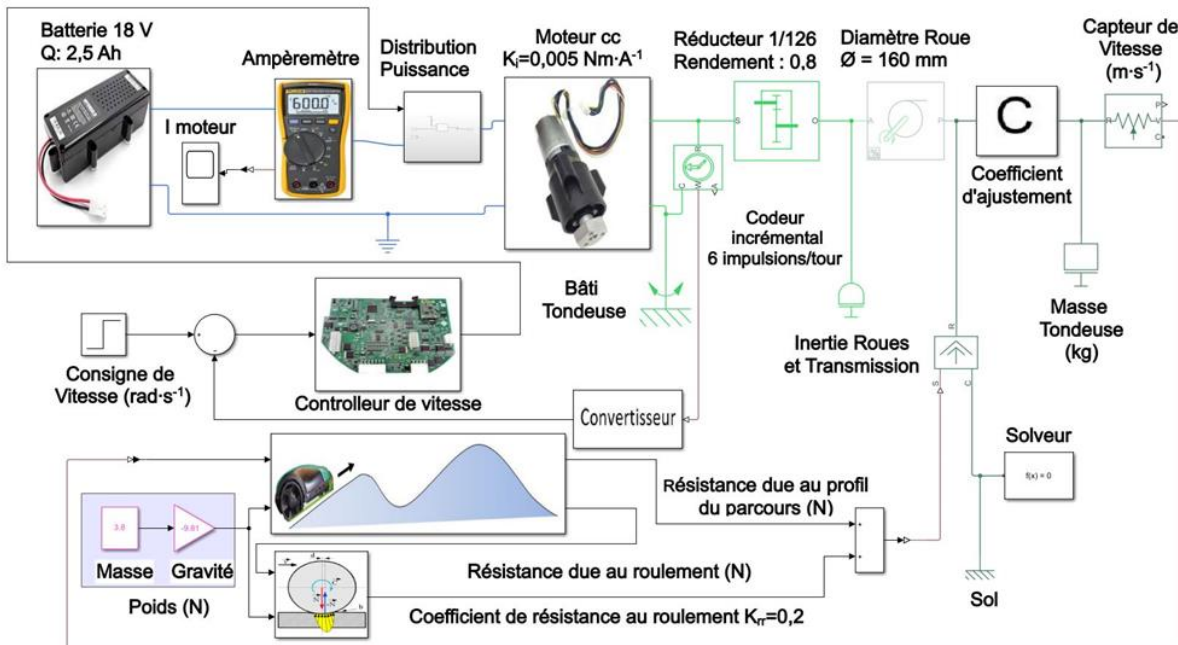 Batterie 18 V
Q: 2,5 Ah
Ampèremètre
I moteur
600.0
Distribution
Puissance
Moteur cc
Ki=0,005 Nm·A⁻¹
Réducteur 1/126
Rendement : 0,8
S
O
Diamètre Roue
Ø = 160 mm
A
P
C
Coefficient
d'ajustement
Capteur de
Vitesse
(m·s⁻¹)
R
P
V
C
R
C
W
A
Codeur
incrémental
6 impulsions/tour
Bâti
Tondeuse
Inertie Roues
et Transmission
Masse
Tondeuse
(kg)
R
S
C
Consigne de
Vitesse (rad·s⁻¹)
+
-
Controlleur de vitesse
Convertisseur
Solveur
f(x) = 0
Sol
Résistance due au profil
du parcours (N)
+
+
3.8
-9.81
Masse
Gravité
Poids (N)
d
N
N
b
Résistance due au roulement (N)
Coefficient de résistance au roulement Krr=0,2